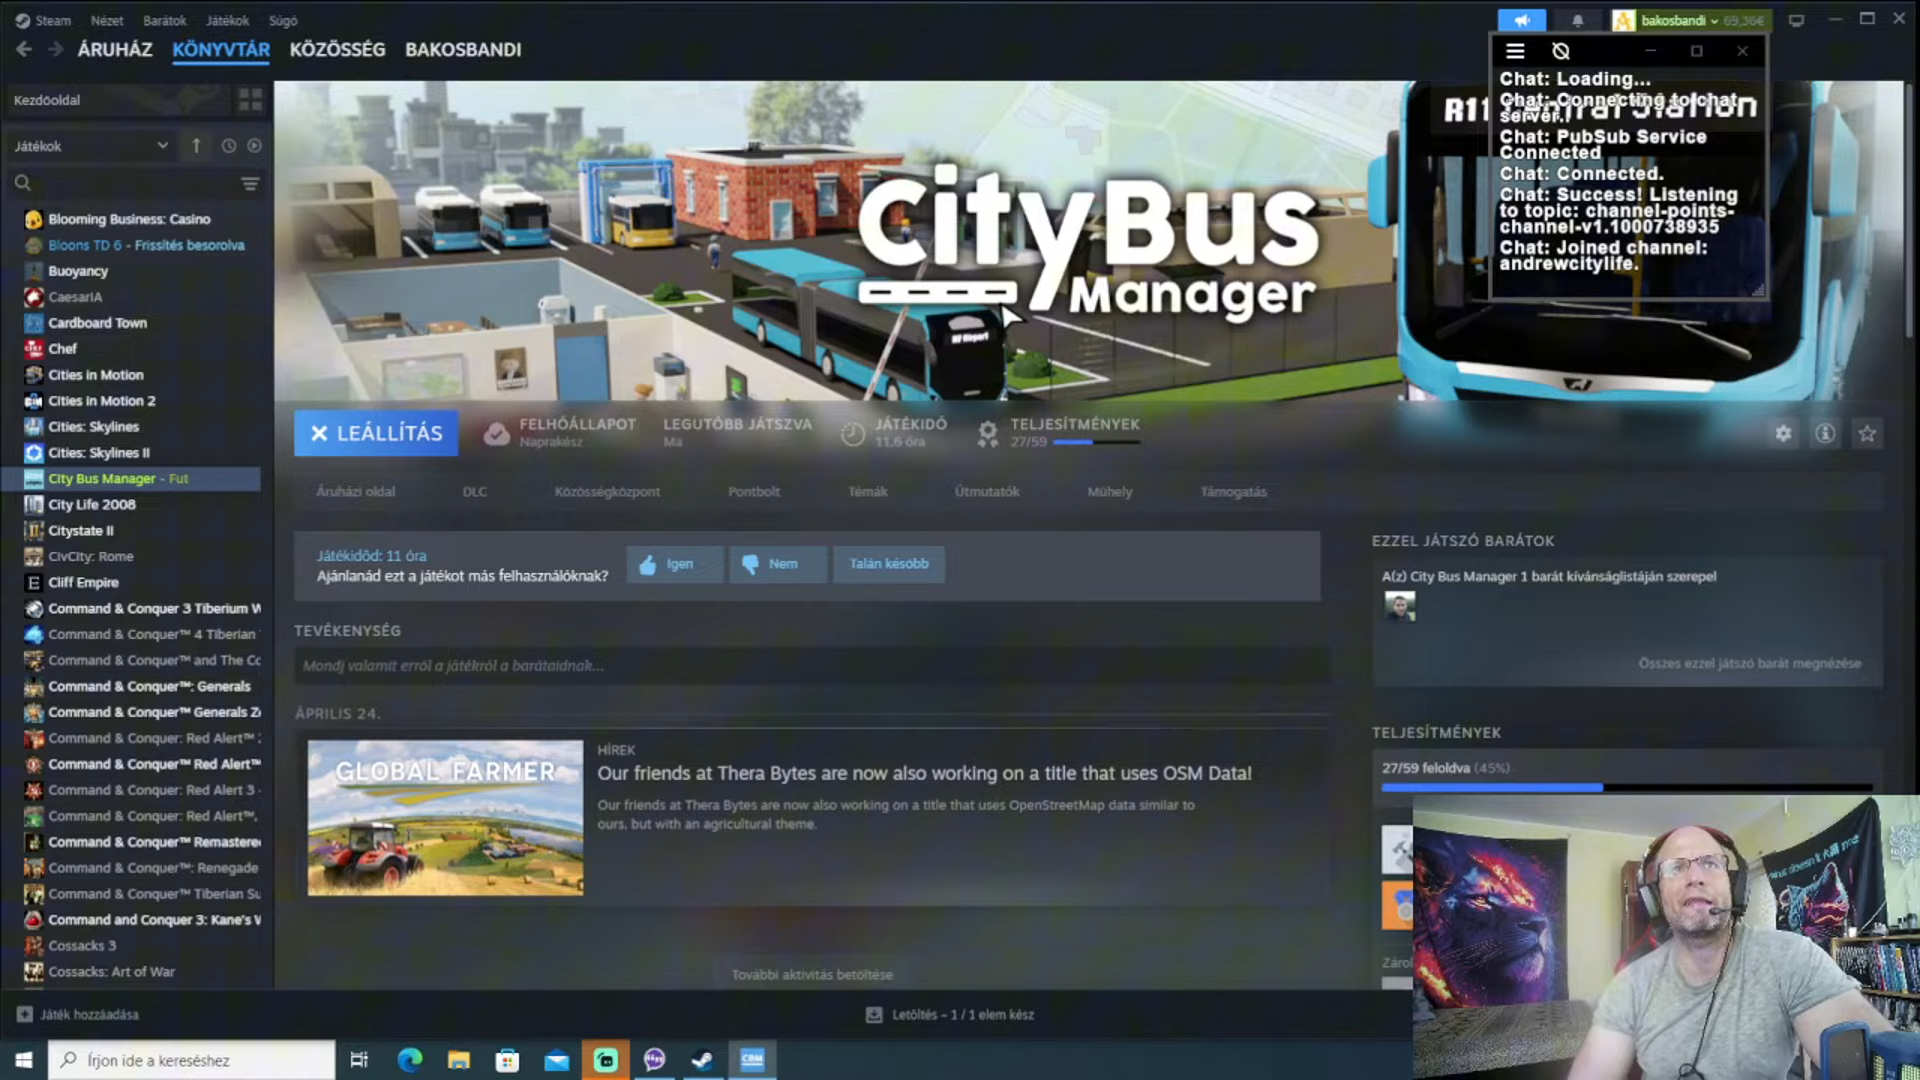 Steam Nézet Barátok Játékok Súgó
bakosbandi 69,36€
ÁRUHÁZ KÖNYVTÁR KÖZÖSSÉG BAKOSBANDI
Kezdőoldal
Játékok
Blooming Business: Casino
Bloons TD 6 - Frissítés besorolva
Buoyancy
CaesarIA
Cardboard Town
Chef
Cities in Motion
Cities in Motion 2
Cities: Skylines
Cities: Skylines II
City Bus Manager - Fut
City Life 2008
Citystate II
CivCity: Rome
Cliff Empire
Command & Conquer 3 Tiberium W
Command & Conquer™ 4 Tiberian
Command & Conquer™ and The Co
Command & Conquer™: Generals
Command & Conquer™ Generals Ze
Command & Conquer: Red Alert™ 2
Command & Conquer™ Red Alert™
Command & Conquer: Red Alert 3 -
Command & Conquer: Red Alert™,
Command & Conquer™ Remastered
Command & Conquer™: Renegade
Command & Conquer™ Tiberian Su
Command and Conquer 3: Kane's W
Cossacks 3
Cossacks: Art of War
Játék hozzáadása
CityBus
Manager
R11 Central Station
Chat: Loading...
Chat: Connecting to chat
server..
Chat: PubSub Service
Connected
Chat: Connected.
Chat: Success! Listening
to topic: channel-points-
channel-v1.1000738935
Chat: Joined channel:
andrewcitylife.
LEÁLLÍTÁS
FELHŐÁLLAPOT
Naprakész
LEGUTÓBB JÁTSZVA
Ma
JÁTÉKIDŐ
11,6 óra
TELJESÍTMÉNYEK
27/59
Áruházi oldal DLC Közösségközpont Pontbolt Témák Útmutatók Műhely Támogatás
Játékidőd: 11 óra
Ajánlanád ezt a játékot más felhasználóknak?
Igen Nem Talán később
TEVÉKENYSÉG
Mondj valamit erről a játékról a barátaidnak...
ÁPRILIS 24.
GLOBAL FARMER
HÍREK
Our friends at Thera Bytes are now also working on a title that uses OSM Data!
Our friends at Thera Bytes are now also working on a title that uses OpenStreetMap data similar to
ours, but with an agricultural theme.
További aktivitás betöltése
EZZEL JÁTSZÓ BARÁTOK
A(z) City Bus Manager 1 barát kívánságlistáján szerepel
Összes ezzel játszó barát megnézése
TELJESÍTMÉNYEK
27/59 feloldva (45%)
Zárol
Letöltés – 1 / 1 elem kész
Írjon ide a kereséshez
CBM